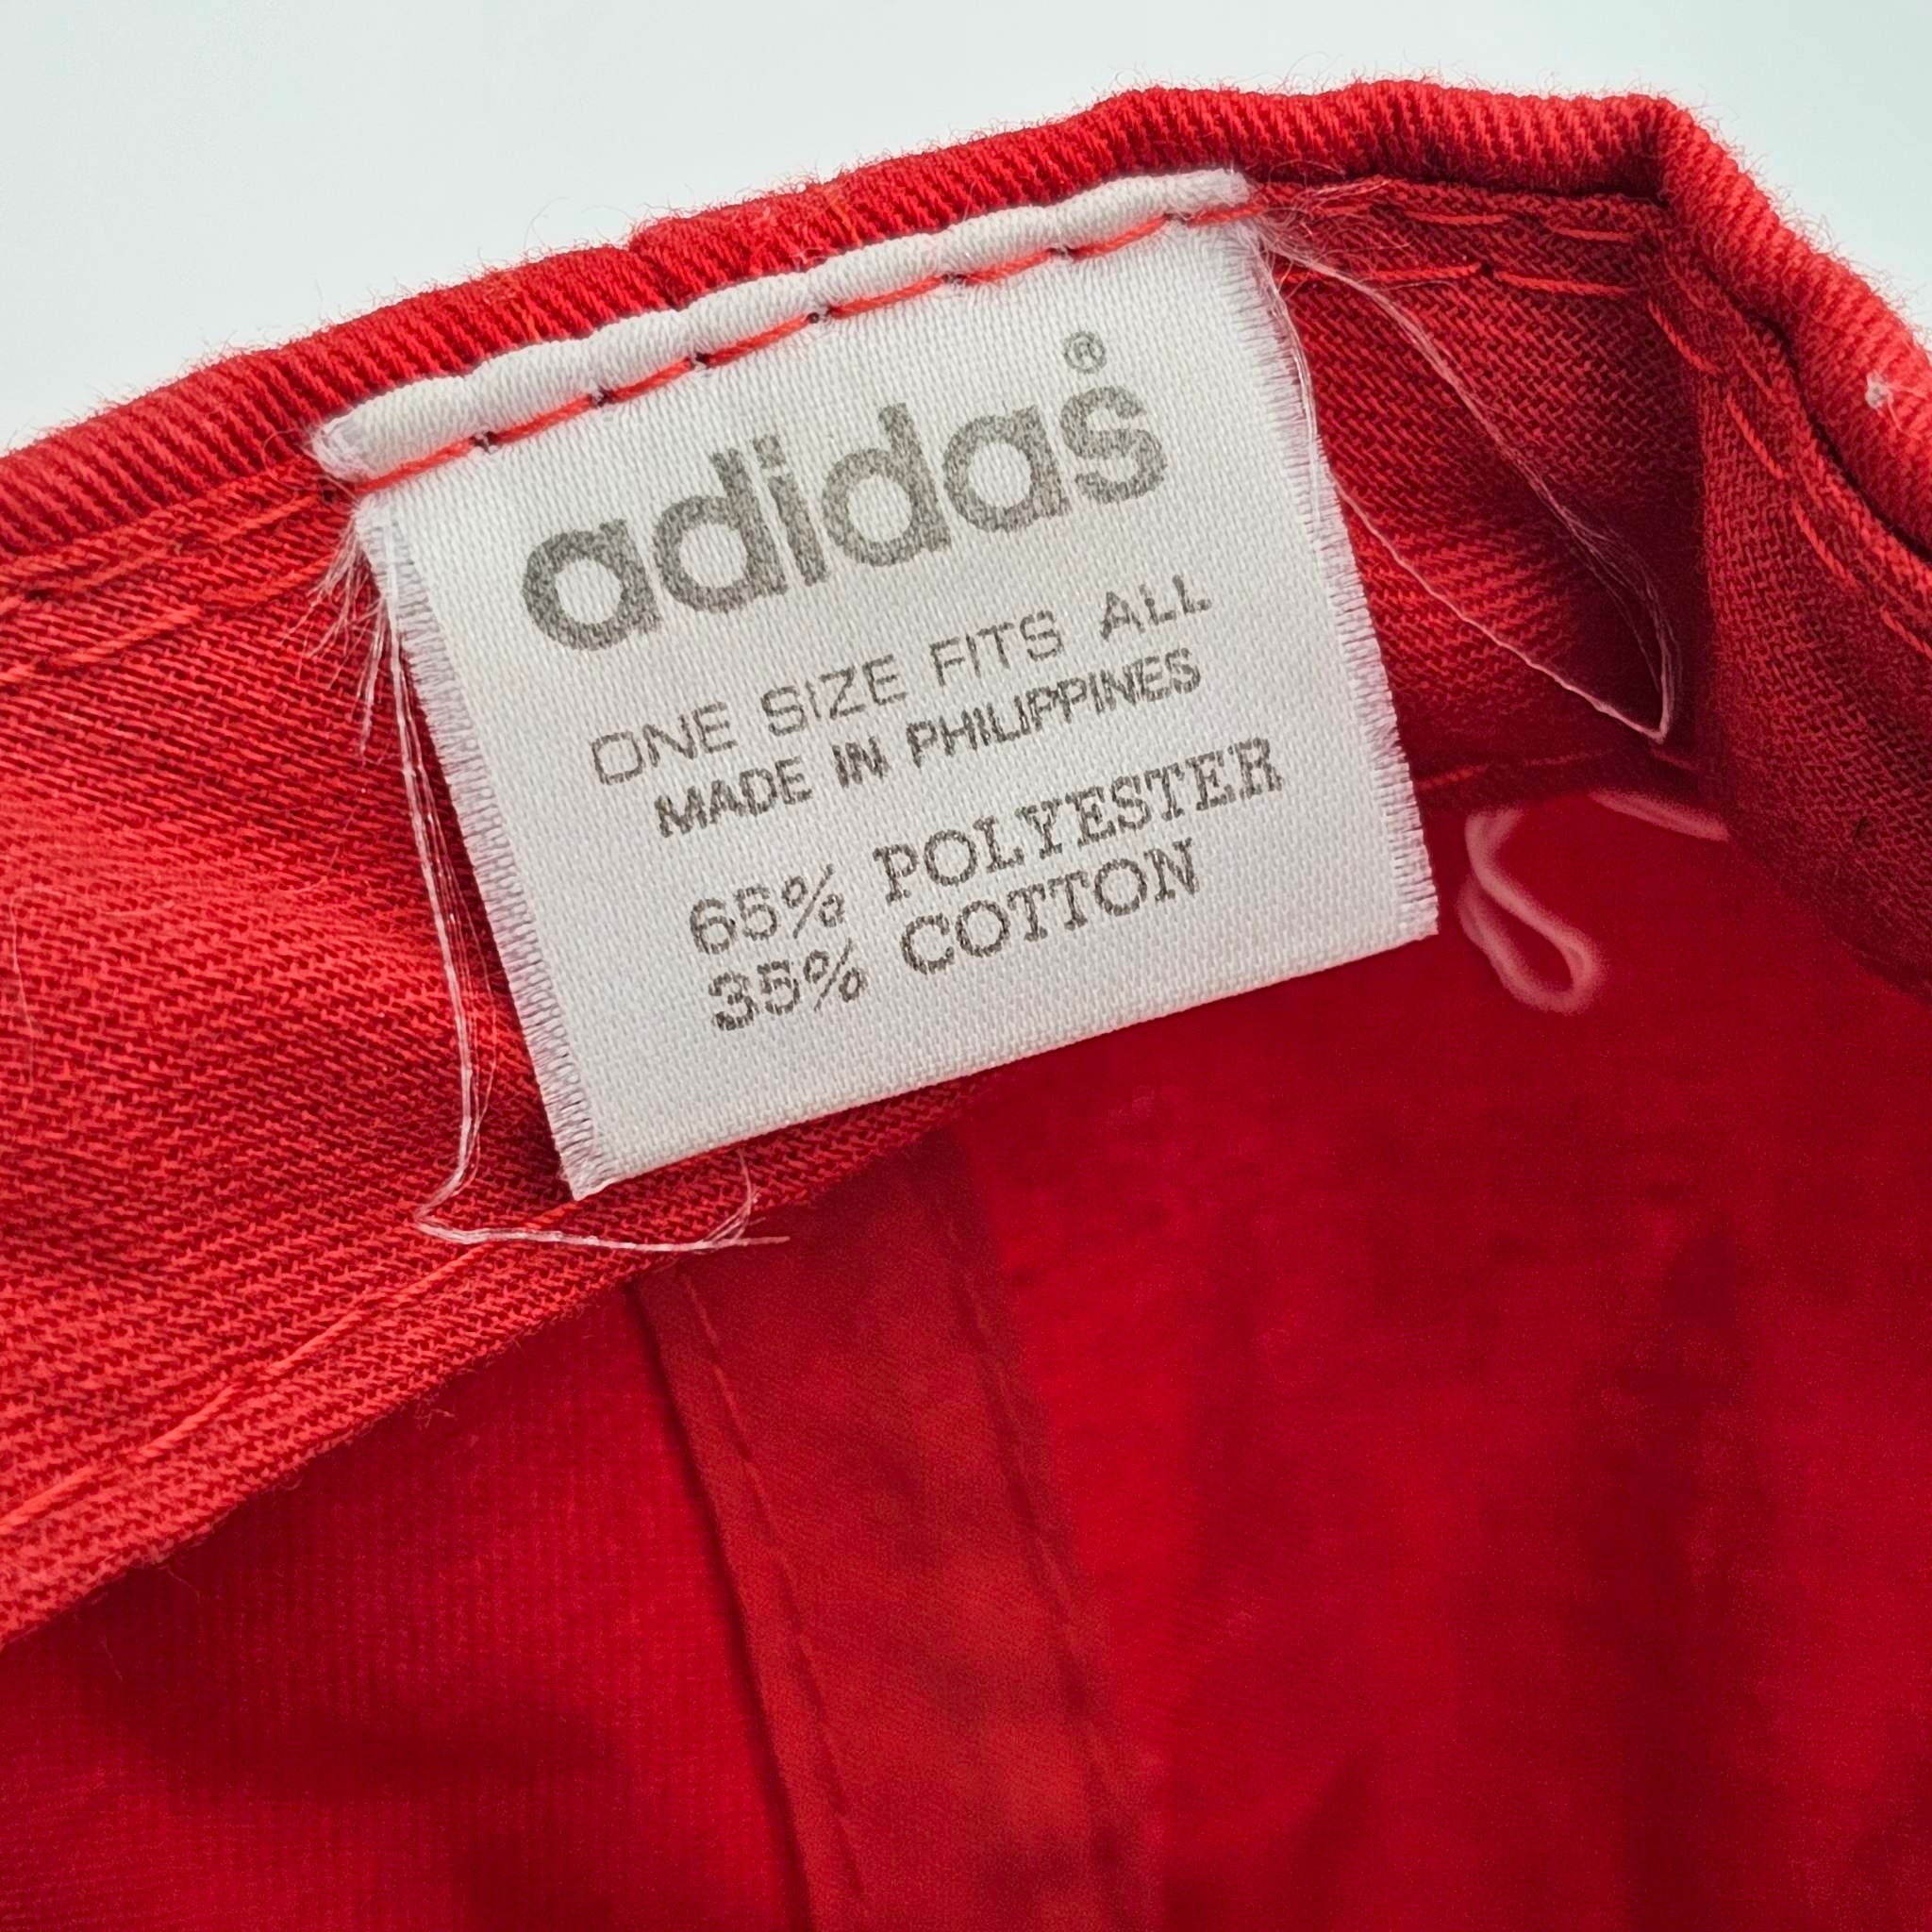 adidas®
ONE SIZE FITS ALL
MADE IN PHILIPPINES
65% POLYESTER
35% COTTON